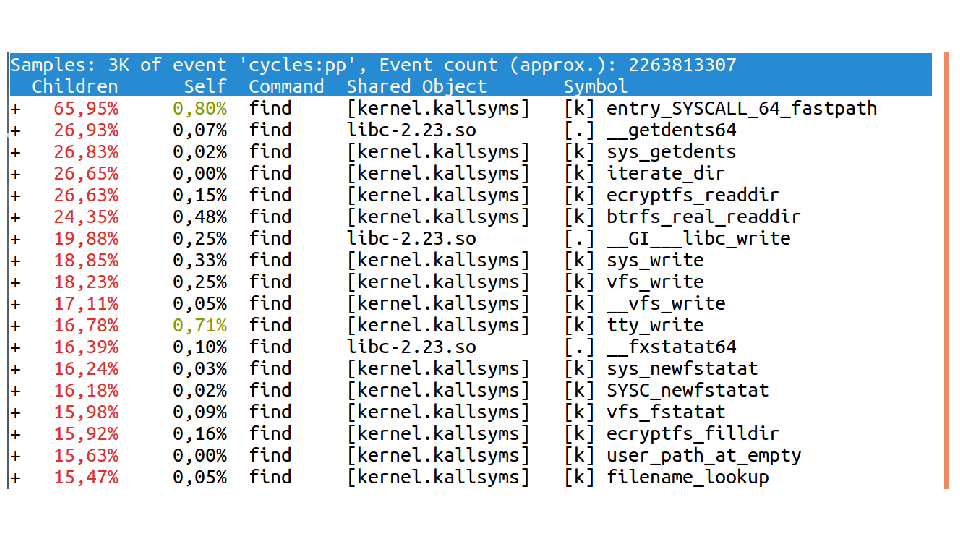 Samples: 3K of event 'cycles:pp', Event count (approx.): 2263813307
Children Self Command Shared Object Symbol
+ 65,95% 0,80% find [kernel.kallsyms] [k] entry_SYSCALL_64_fastpath
+ 26,93% 0,07% find libc-2.23.so [.] __getdents64
+ 26,83% 0,02% find [kernel.kallsyms] [k] sys_getdents
+ 26,65% 0,00% find [kernel.kallsyms] [k] iterate_dir
+ 26,63% 0,15% find [kernel.kallsyms] [k] ecryptfs_readdir
+ 24,35% 0,48% find [kernel.kallsyms] [k] btrfs_real_readdir
+ 19,88% 0,25% find libc-2.23.so [.] __GI___libc_write
+ 18,85% 0,33% find [kernel.kallsyms] [k] sys_write
+ 18,23% 0,25% find [kernel.kallsyms] [k] vfs_write
+ 17,11% 0,05% find [kernel.kallsyms] [k] __vfs_write
+ 16,78% 0,71% find [kernel.kallsyms] [k] tty_write
+ 16,39% 0,10% find libc-2.23.so [.] __fxstatat64
+ 16,24% 0,03% find [kernel.kallsyms] [k] sys_newfstatat
+ 16,18% 0,02% find [kernel.kallsyms] [k] SYSC_newfstatat
+ 15,98% 0,09% find [kernel.kallsyms] [k] vfs_fstatat
+ 15,92% 0,16% find [kernel.kallsyms] [k] ecryptfs_filldir
+ 15,63% 0,00% find [kernel.kallsyms] [k] user_path_at_empty
+ 15,47% 0,05% find [kernel.kallsyms] [k] filename_lookup